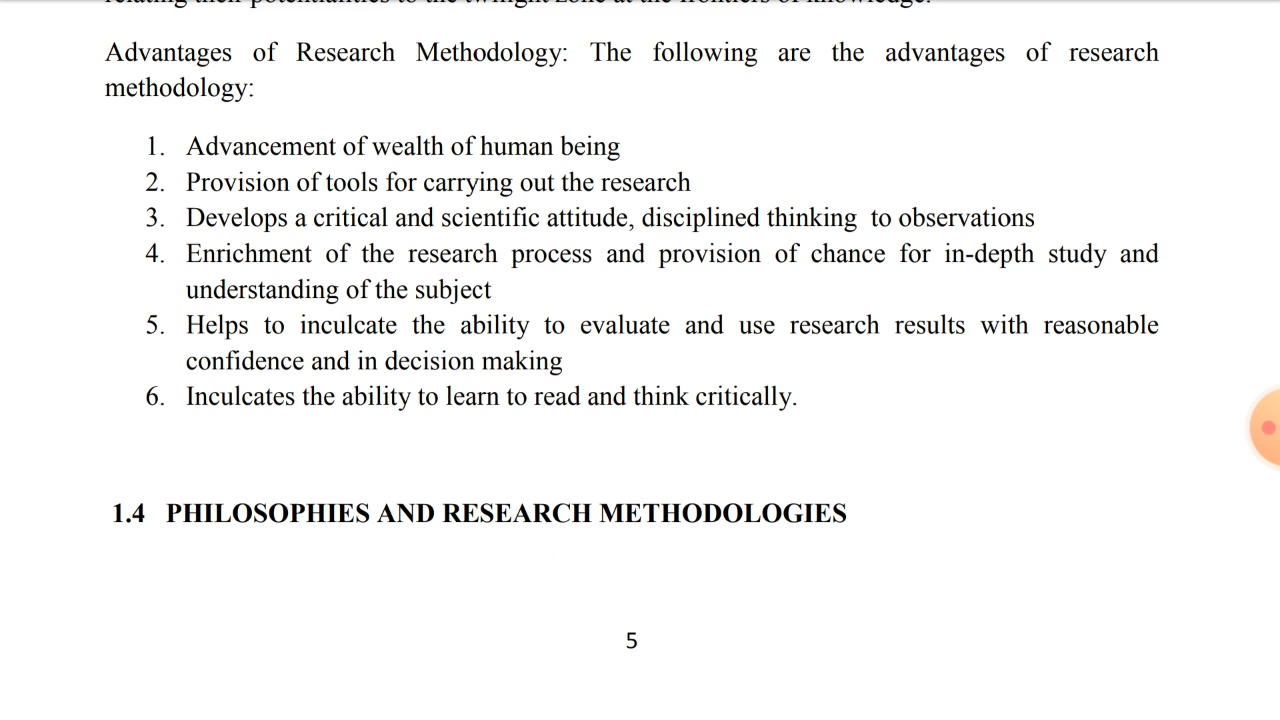 Advantages of Research Methodology: The following are the advantages of research
methodology:
1. Advancement of wealth of human being
2. Provision of tools for carrying out the research
3. Develops a critical and scientific attitude, disciplined thinking to observations
4. Enrichment of the research process and provision of chance for in-depth study and
understanding of the subject
5. Helps to inculcate the ability to evaluate and use research results with reasonable
confidence and in decision making
6. Inculcates the ability to learn to read and think critically.
1.4 PHILOSOPHIES AND RESEARCH METHODOLOGIES
5